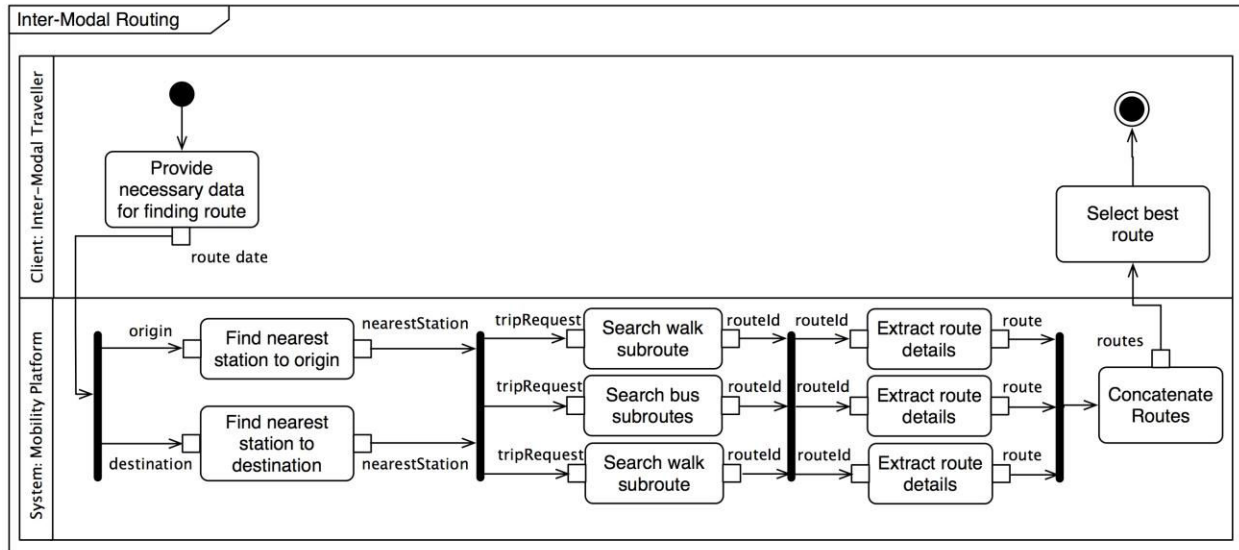 Inter-Modal Routing
Client: Inter-Modal Traveller
Provide
necessary data
for finding route
route date
Select best
route
System: Mobility Platform
origin
Find nearest
station to origin
nearestStation
destination
Find nearest
station to
destination
nearestStation
tripRequest
Search walk
subroute
routeId
tripRequest
Search bus
subroutes
routeId
tripRequest
Search walk
subroute
routeId
routeId
Extract route
details
route
routeId
Extract route
details
route
routeId
Extract route
details
route
routes
Concatenate
Routes